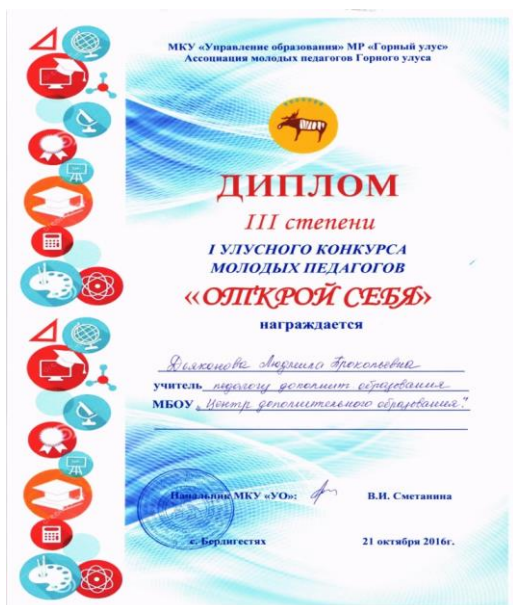 МКУ «Управление образования» МР «Горный улус»
Ассоциация молодых педагогов Горного улуса
ДИПЛОМ
III степени
I УЛУСНОГО КОНКУРСА
МОЛОДЫХ ПЕДАГОГОВ
«ОТКРОЙ СЕБЯ»
награждается
Дьяконова Людмила Прокопьевна
учитель педагог дополнит образования
МБОУ „Центр дополнительного образования."
Начальник МКУ «УО»: В.И. Сметанина
с. Бердигестях 21 октября 2016г.